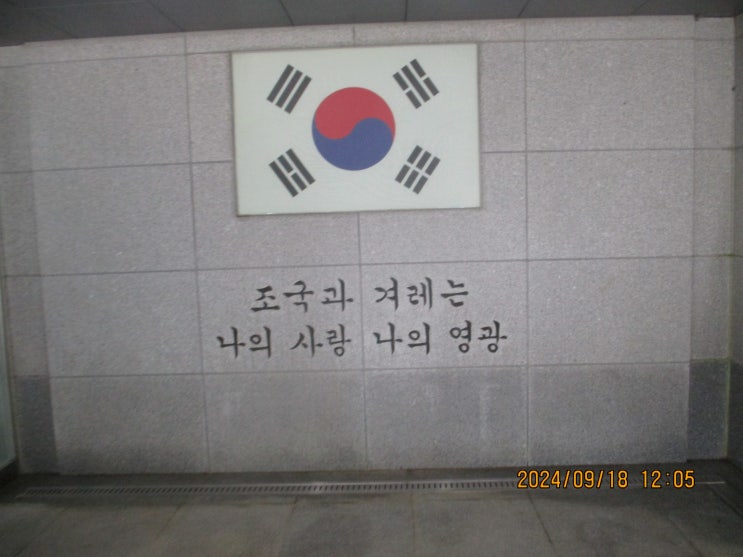 조국과 겨레는
나의 사랑 나의 영광
2024/09/18 12:05